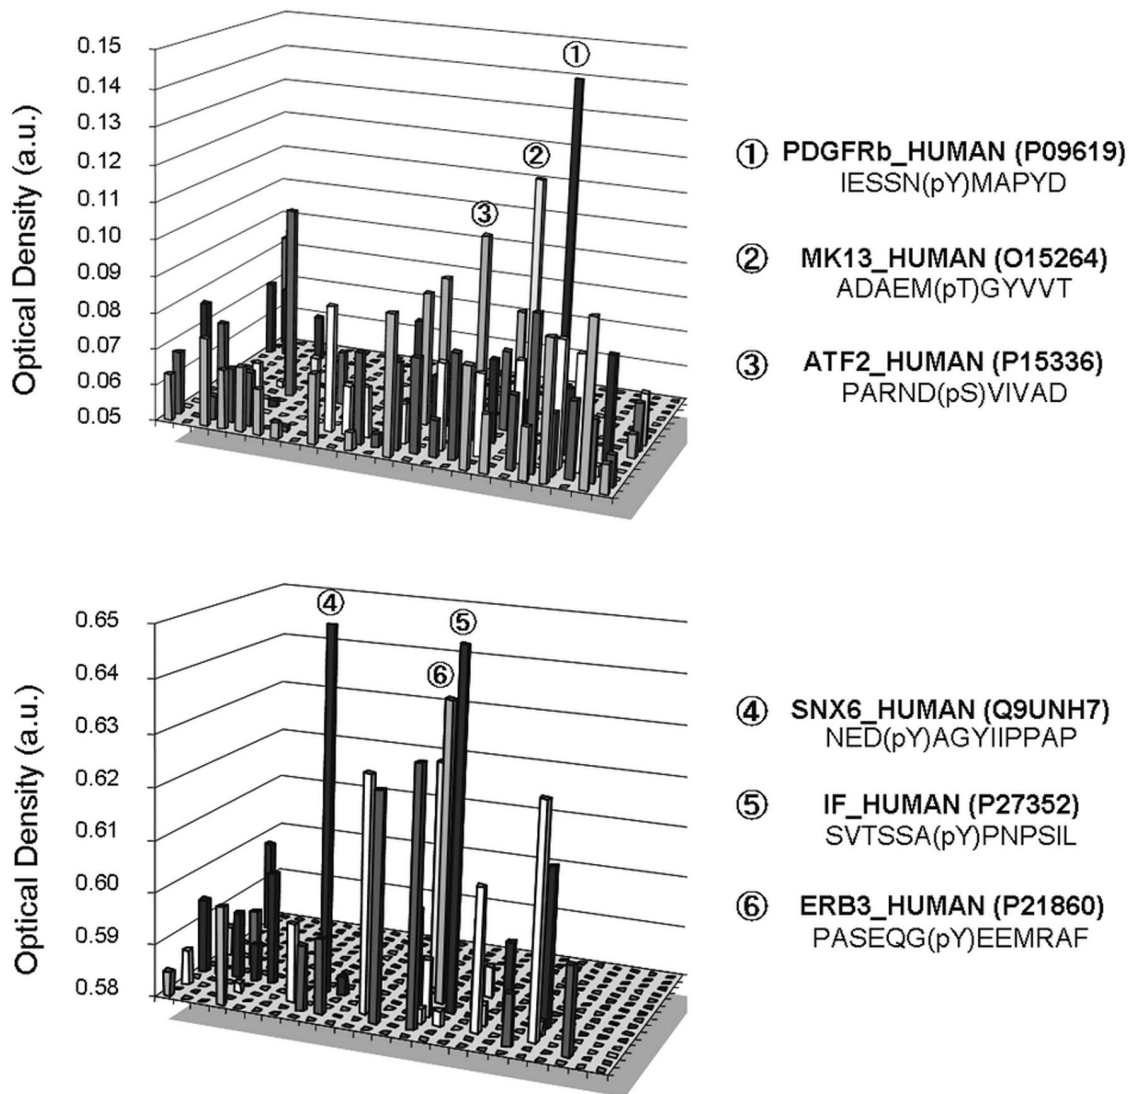 Optical Density (a.u.)
0.15
0.14
0.13
0.12
0.11
0.10
0.09
0.08
0.07
0.06
0.05
①
②
③
① PDGFRb_HUMAN (P09619)
IESSN(pY)MAPYD
② MK13_HUMAN (O15264)
ADAEM(pT)GYVVT
③ ATF2_HUMAN (P15336)
PARND(pS)VIVAD
Optical Density (a.u.)
0.65
0.64
0.63
0.62
0.61
0.60
0.59
0.58
④
⑤
⑥
④ SNX6_HUMAN (Q9UNH7)
NED(pY)AGYIIPPAP
⑤ IF_HUMAN (P27352)
SVTSSA(pY)PNPSIL
⑥ ERB3_HUMAN (P21860)
PASEQG(pY)EEMRAF